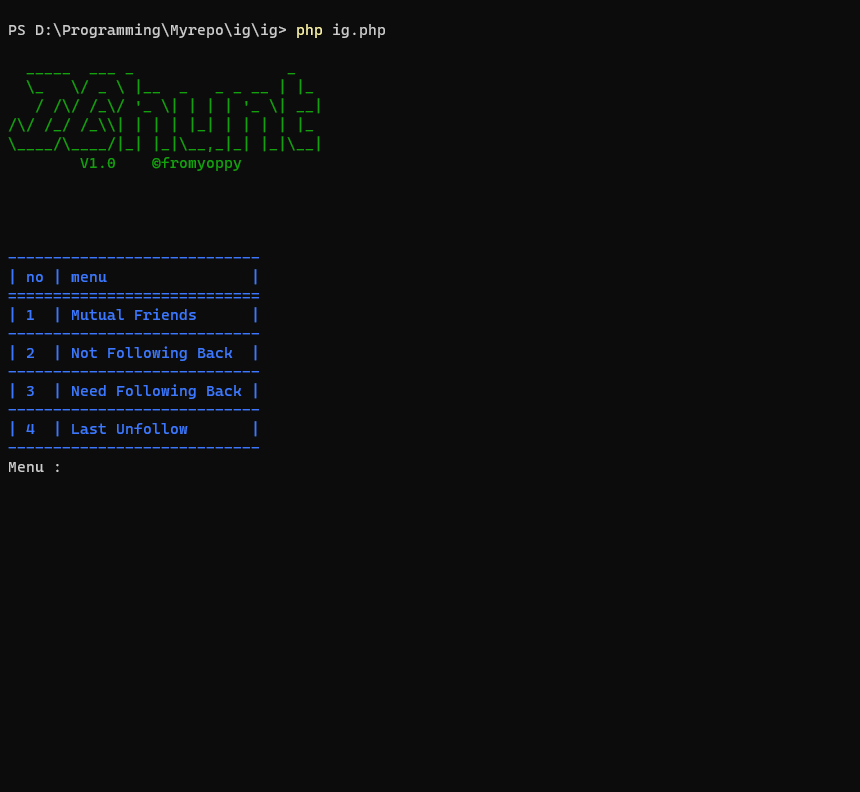 PS D:\Programming\Myrepo\ig\ig> php ig.php
V1.0 ©fromyoppy
| no | menu |
| 1 | Mutual Friends |
| 2 | Not Following Back |
| 3 | Need Following Back |
| 4 | Last Unfollow |
Menu :